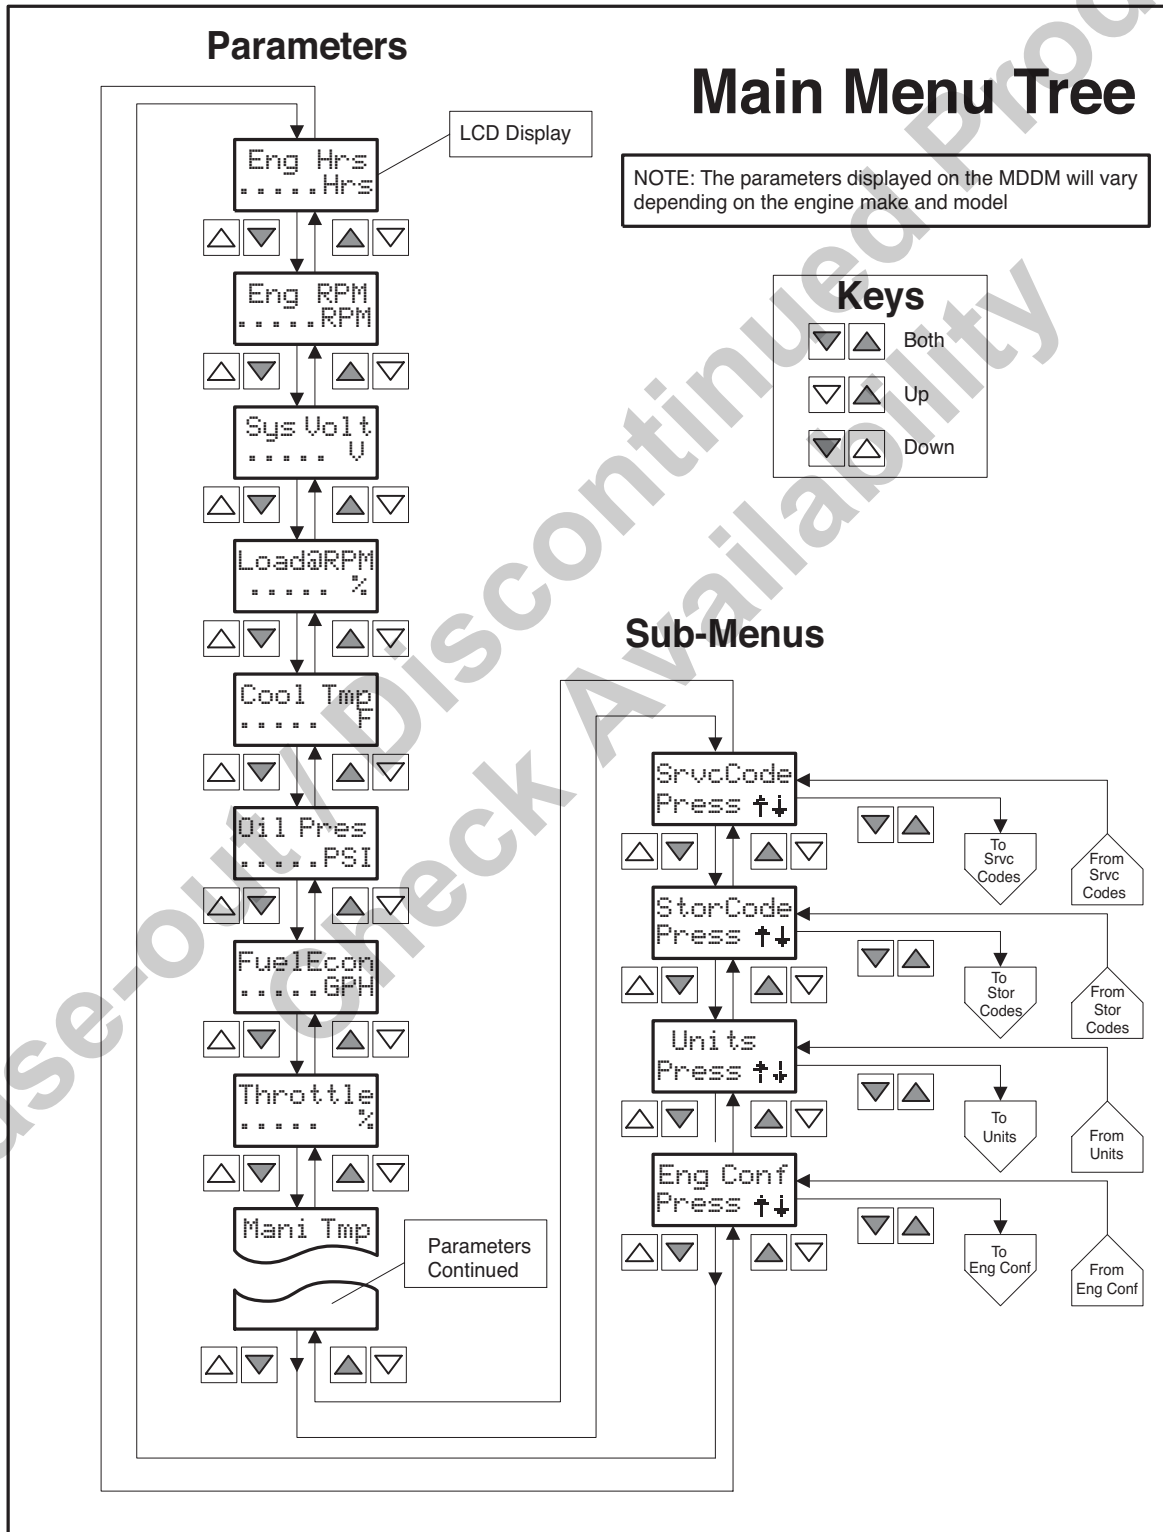 Parameters
Main Menu Tree
LCD Display
NOTE: The parameters displayed on the MDDM will vary
depending on the engine make and model
Keys
Both
Up
Down
Eng Hrs
.....Hrs
Eng RPM
.....RPM
Sys Volt
..... V
Load@RPM
..... %
Cool Tmp
..... F
Oil Pres
.....PSI
FuelEcon
.....GPH
Throttle
..... %
Mani Tmp
Parameters
Continued
Sub-Menus
SrvcCode
Press ↑↓
To
Srvc
Codes
From
Srvc
Codes
StorCode
Press ↑↓
To
Stor
Codes
From
Stor
Codes
Units
Press ↑↓
To
Units
From
Units
Eng Conf
Press ↑↓
To
Eng Conf
From
Eng Conf
/ Discontinued
Check Availability